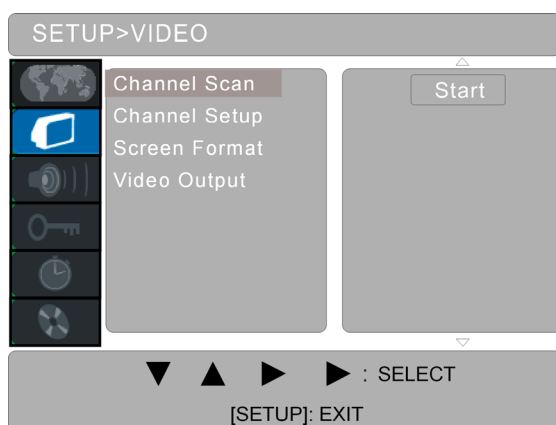 SETUP>VIDEO
Channel Scan
Channel Setup
Screen Format
Video Output
Start
: SELECT
[SETUP]: EXIT